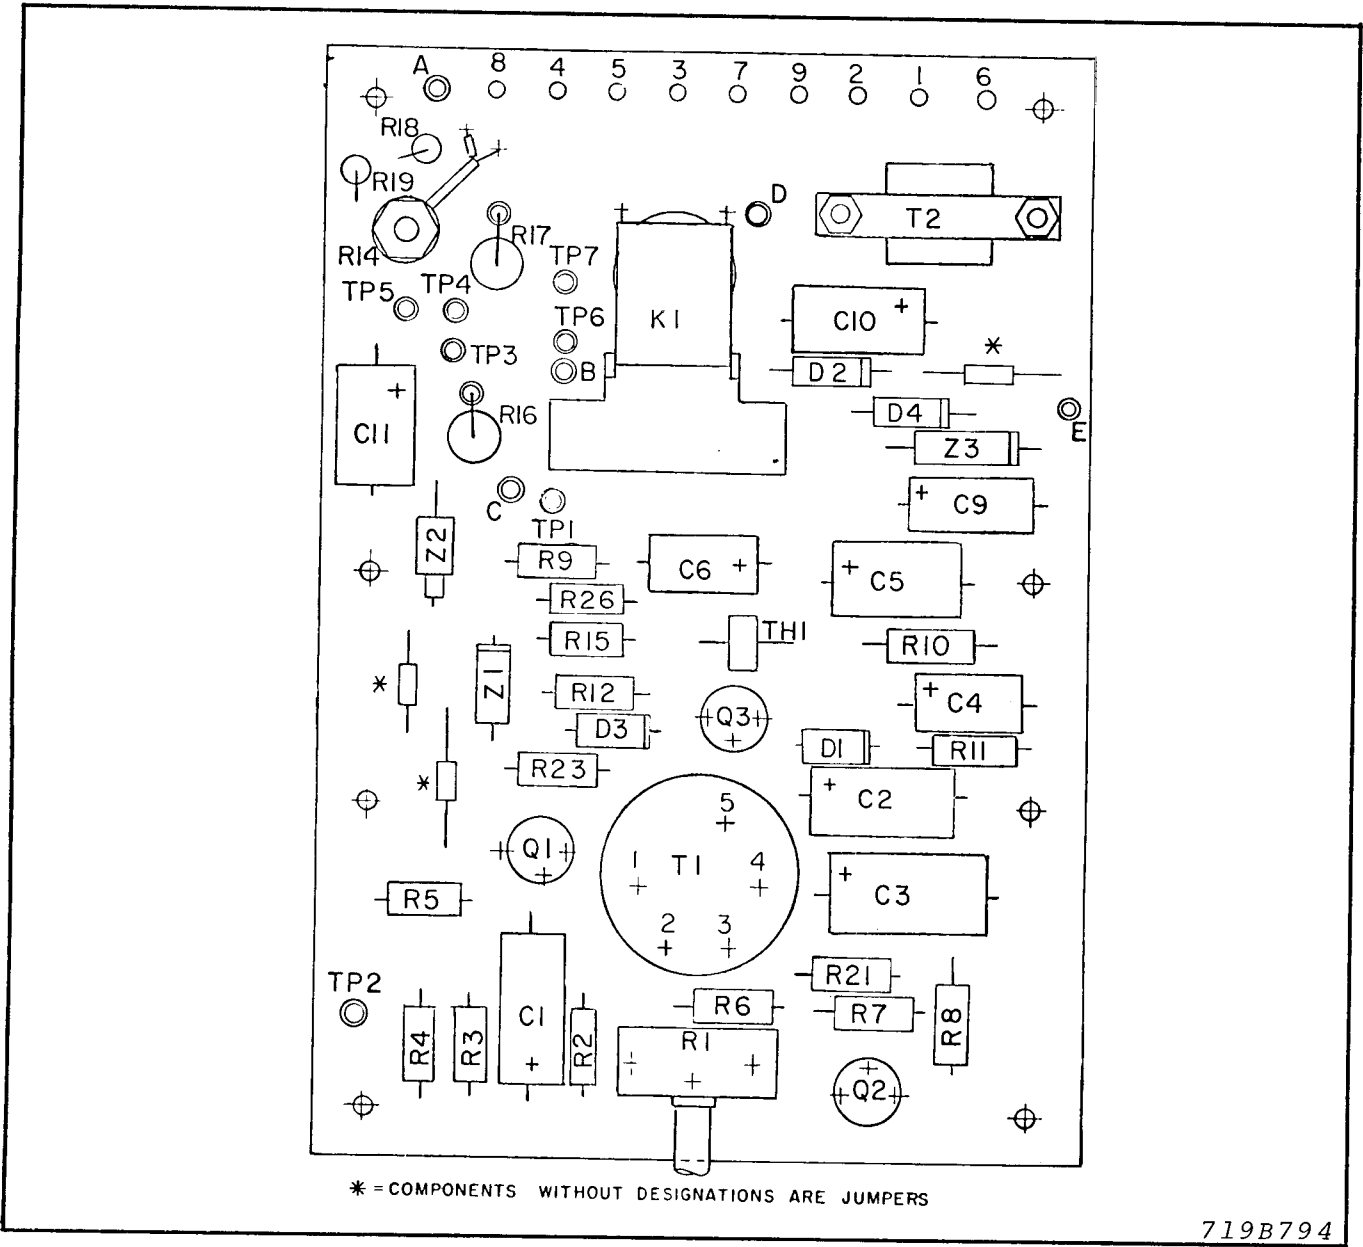 A 8 4 5 3 7 9 2 1 6
R18
R19
D
T2
R17
R14
TP7
TP5 TP4
TP6
K1
C10 +
*
TP3
B
D2
+
C11
R16
D4
E
Z3
C
+ C9
TP1
Z2
R9
C6 +
+ C5
R26
R15
TH1
R10
*
Z1
R12
+ C4
Q3
D3
D1
R11
R23
*
+ C2
5
Q1
1 T1 4
+ C3
R5
2 3
R21
TP2
R6
R7
R8
R4
R3
C1
+
R2
R1
Q2
* = COMPONENTS WITHOUT DESIGNATIONS ARE JUMPERS
719B794